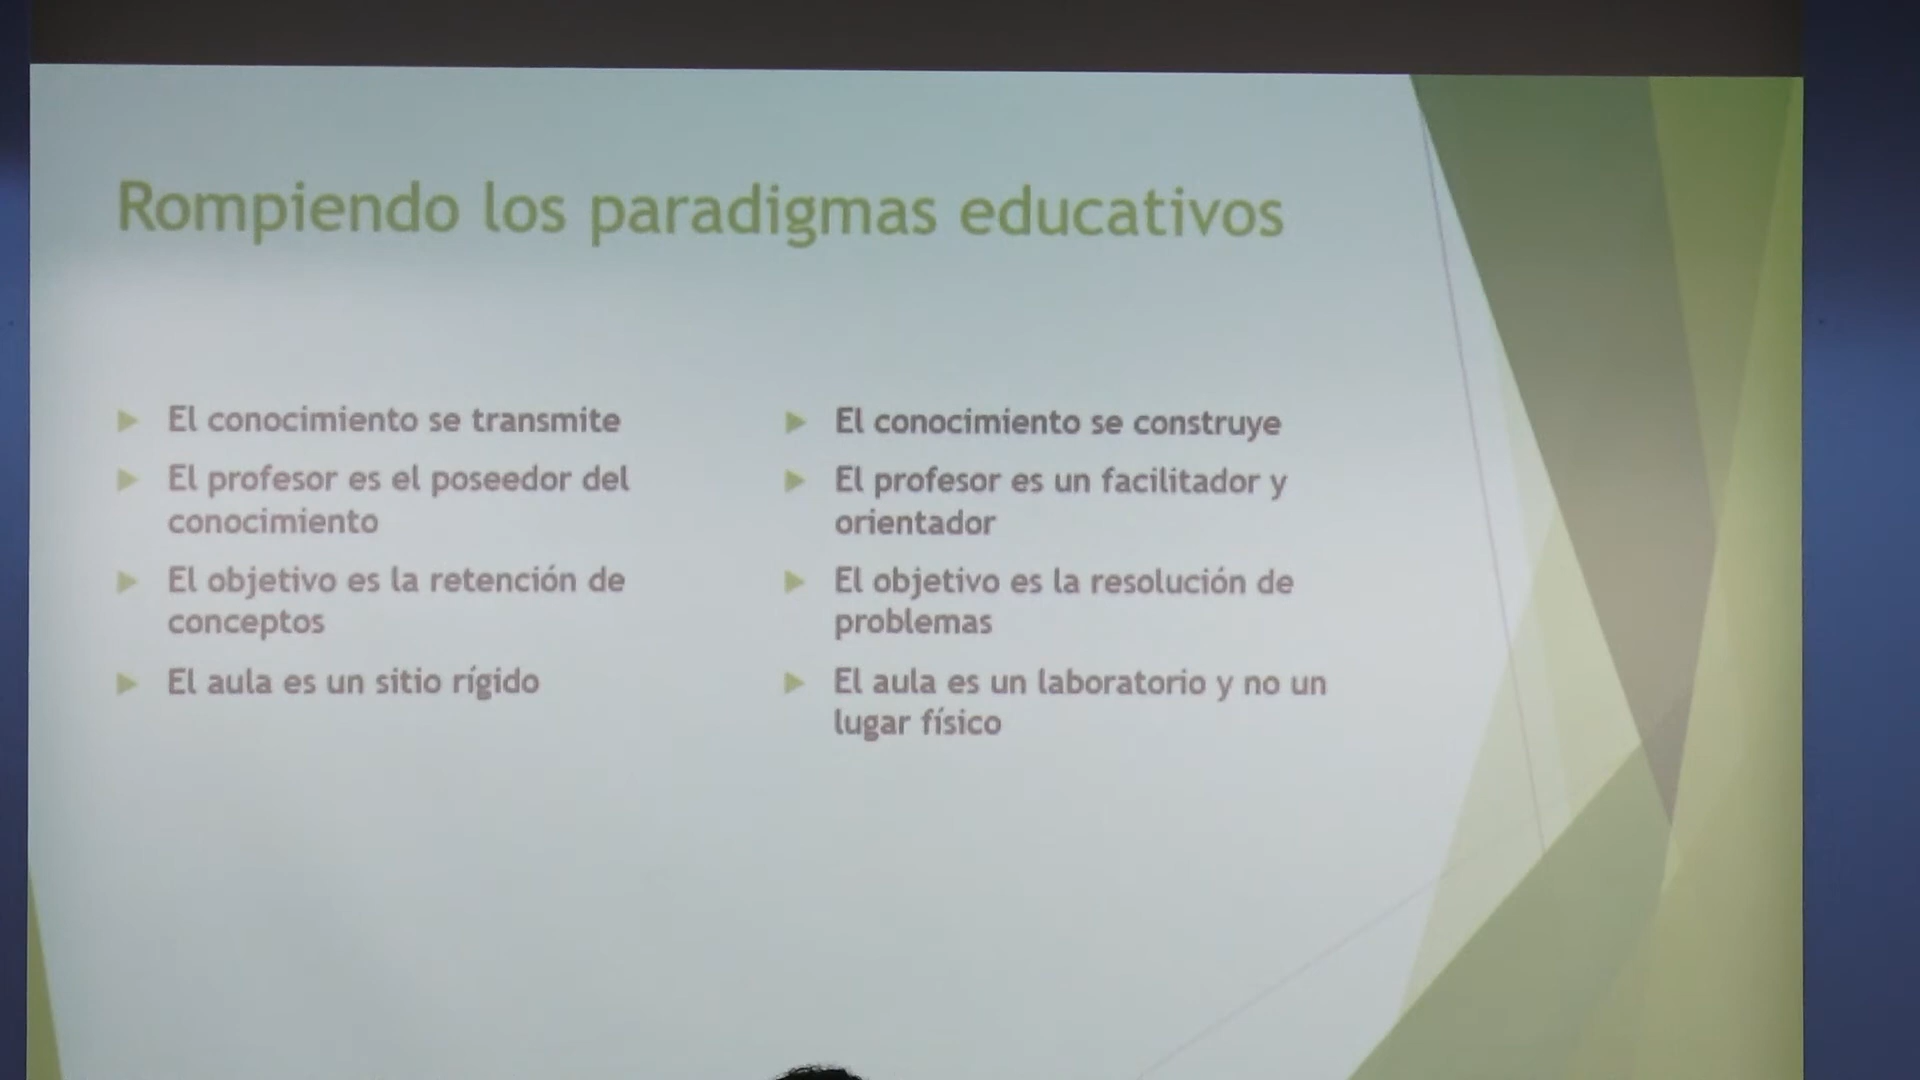 Rompiendo los paradigmas educativos
El conocimiento se transmite
El profesor es el poseedor del
conocimiento
El objetivo es la retención de
conceptos
El aula es un sitio rígido
El conocimiento se construye
El profesor es un facilitador y
orientador
El objetivo es la resolución de
problemas
El aula es un laboratorio y no un
lugar físico